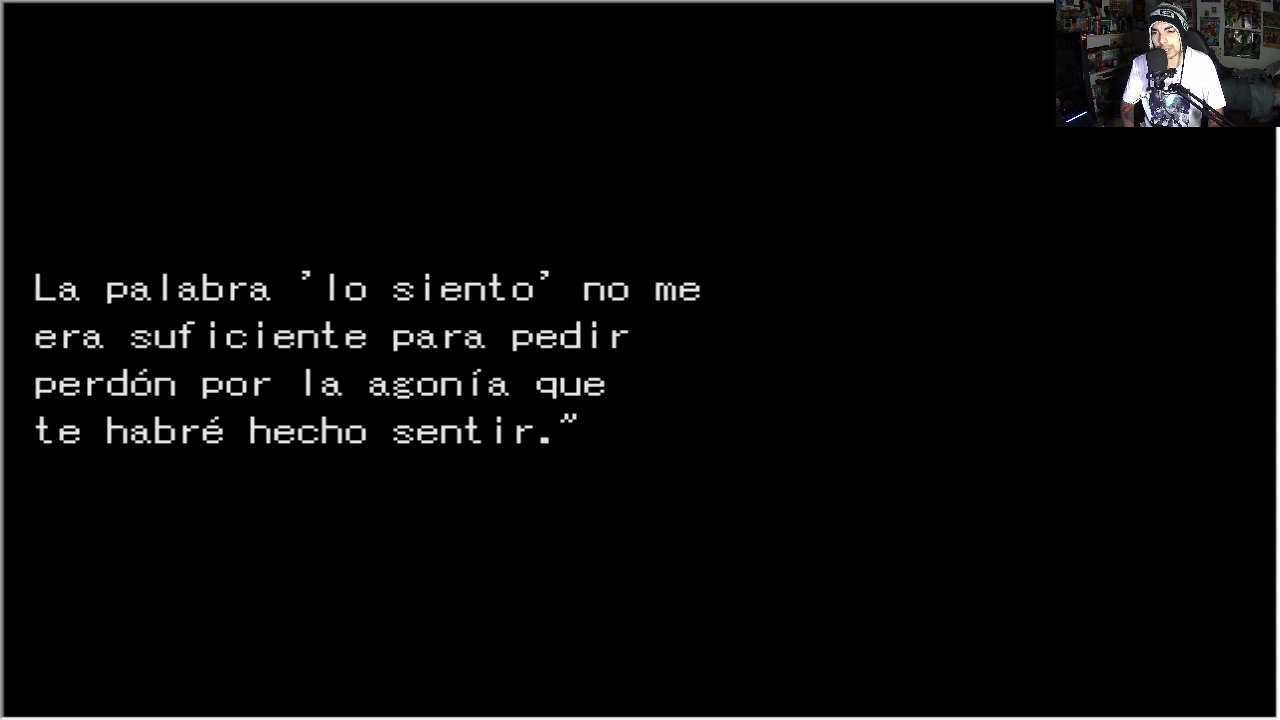 La palabra 'lo siento' no me
era suficiente para pedir
perdón por la agonía que
te habré hecho sentir."